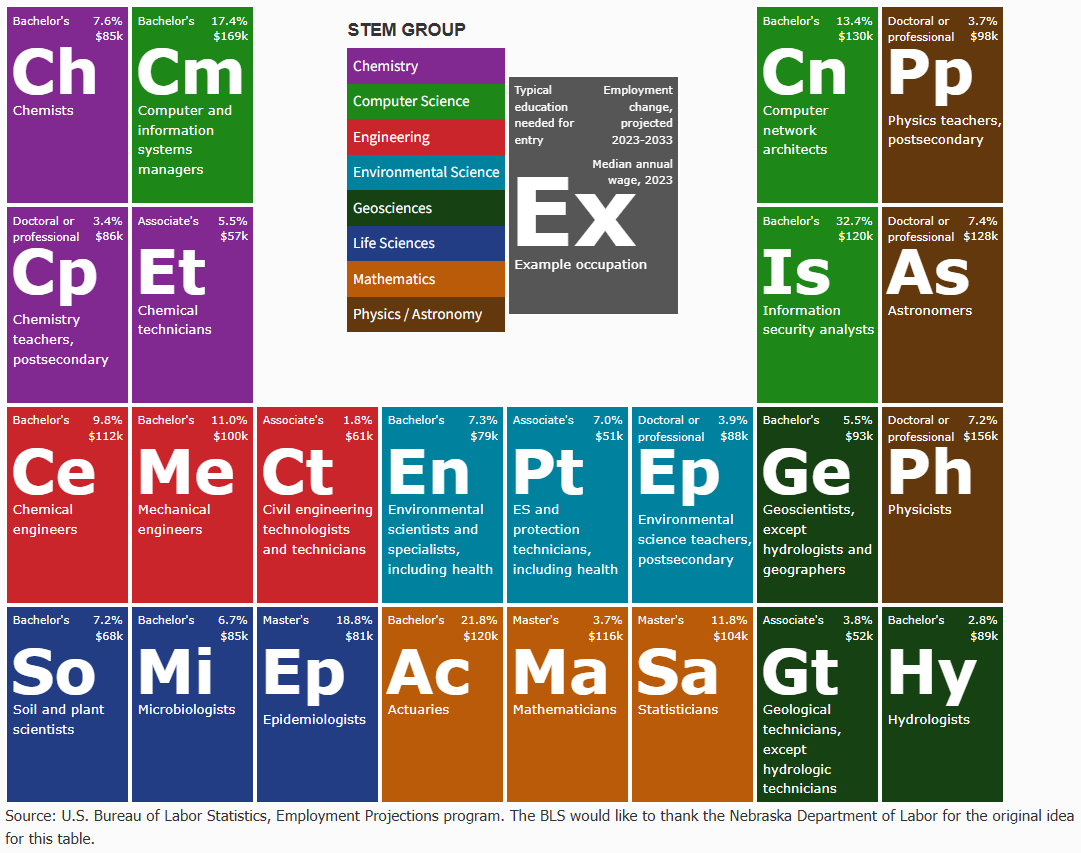 Bachelor's 7.6%
$85k
Ch
Chemists
Bachelor's 17.4%
$169k
Cm
Computer and
information
systems
managers
STEM GROUP
Chemistry
Computer Science
Engineering
Environmental Science
Geosciences
Life Sciences
Mathematics
Physics / Astronomy
Typical
education
needed for
entry
Employment
change,
projected
2023-2033
Median annual
wage, 2023
Ex
Example occupation
Bachelor's 13.4%
$130k
Cn
Computer
network
architects
Doctoral or 3.7%
professional $98k
Pp
Physics teachers,
postsecondary
Doctoral or 3.4%
professional $86k
Cp
Chemistry
teachers,
postsecondary
Associate's 5.5%
$57k
Et
Chemical
technicians
Bachelor's 32.7%
$120k
Is
Information
security analysts
Doctoral or 7.4%
professional $128k
As
Astronomers
Bachelor's 9.8%
$112k
Ce
Chemical
engineers
Bachelor's 11.0%
$100k
Me
Mechanical
engineers
Associate's 1.8%
$61k
Ct
Civil engineering
technologists
and technicians
Bachelor's 7.3%
$79k
En
Environmental
scientists and
specialists,
including health
Associate's 7.0%
$51k
Pt
ES and
protection
technicians,
including health
Doctoral or 3.9%
professional $88k
Ep
Environmental
science teachers,
postsecondary
Bachelor's 5.5%
$93k
Ge
Geoscientists,
except
hydrologists and
geographers
Doctoral or 7.2%
professional $156k
Ph
Physicists
Bachelor's 7.2%
$68k
So
Soil and plant
scientists
Bachelor's 6.7%
$85k
Mi
Microbiologists
Master's 18.8%
$81k
Ep
Epidemiologists
Bachelor's 21.8%
$120k
Ac
Actuaries
Master's 3.7%
$116k
Ma
Mathematicians
Master's 11.8%
$104k
Sa
Statisticians
Associate's 3.8%
$52k
Gt
Geological
technicians,
except
hydrologic
technicians
Bachelor's 2.8%
$89k
Hy
Hydrologists
Source: U.S. Bureau of Labor Statistics, Employment Projections program. The BLS would like to thank the Nebraska Department of Labor for the original idea
for this table.